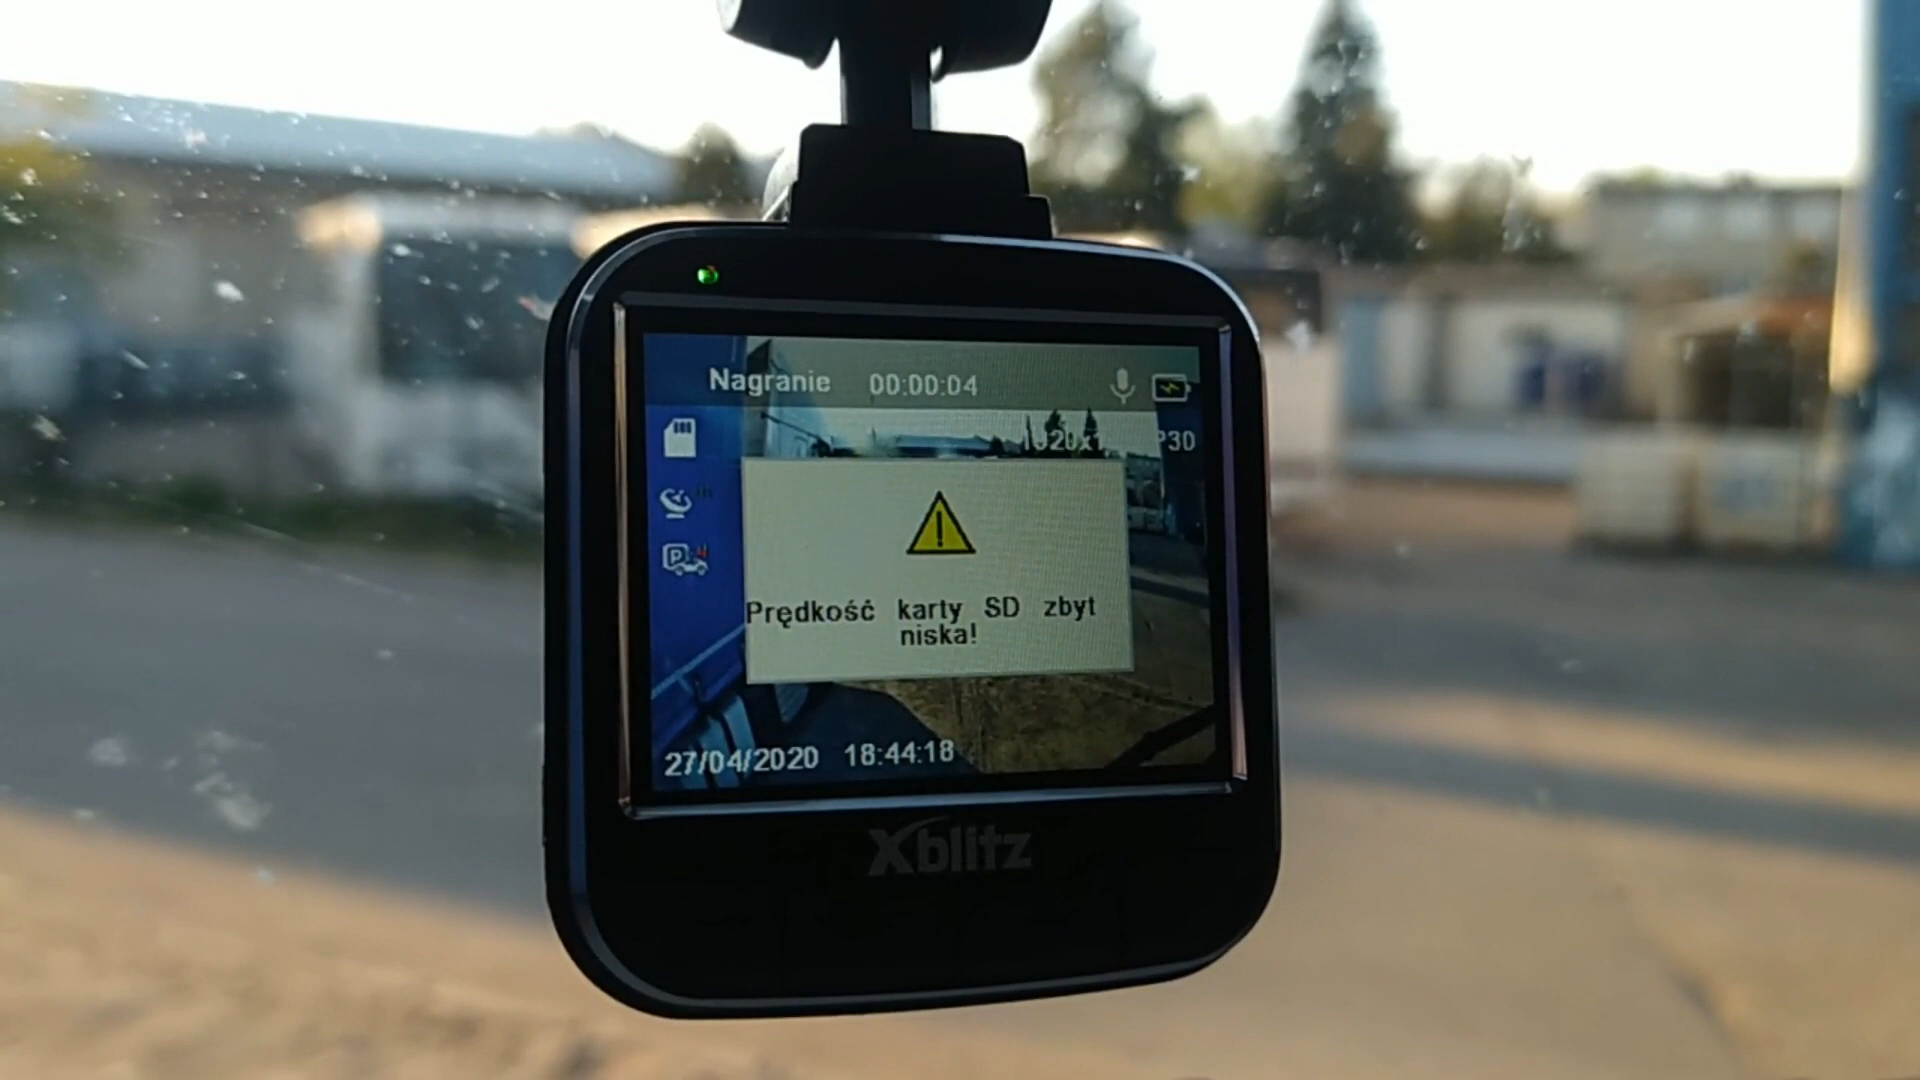 Nagranie 00:00:04
P30
Prędkość karty SD zbyt
niska!
27/04/2020 18:44:18
Xblitz